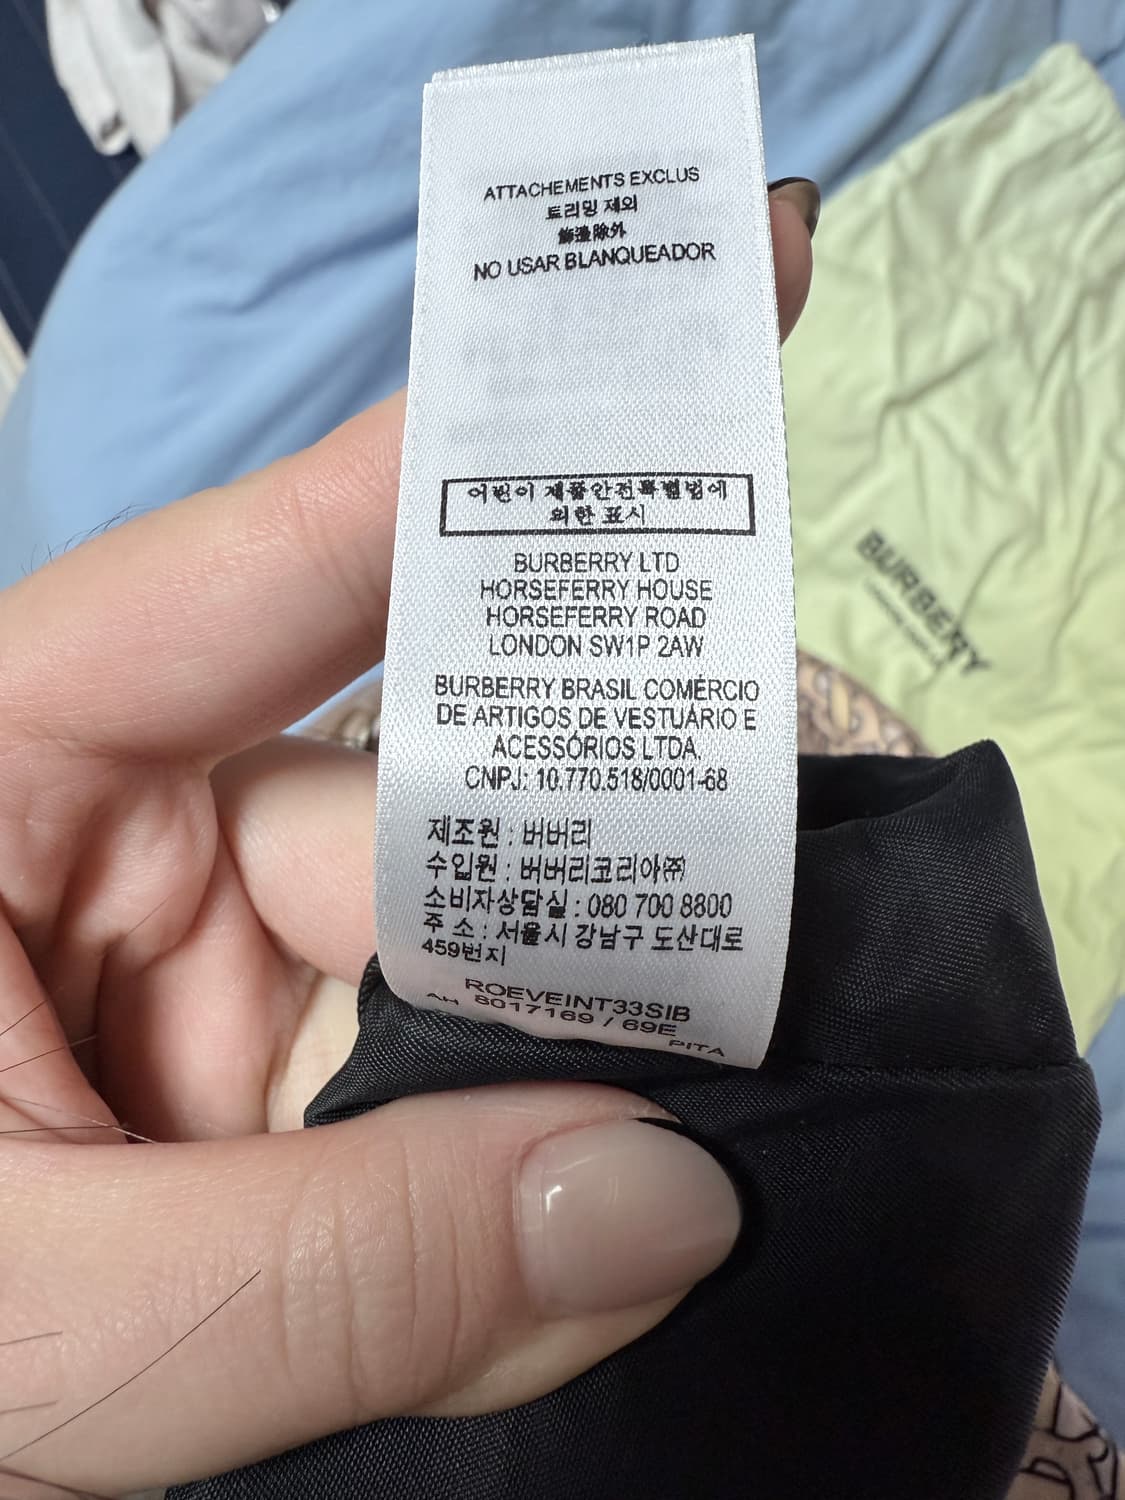 ATTACHEMENTS EXCLUS
트리밍 제외
飾邊除外
NO USAR BLANQUEADOR
어린이 제품안전특별법에
의한 표시
BURBERRY LTD
HORSEFERRY HOUSE
HORSEFERRY ROAD
LONDON SW1P 2AW
BURBERRY BRASIL COMÉRCIO
DE ARTIGOS DE VESTUÁRIO E
ACESSÓRIOS LTDA.
CNPJ: 10.770.518/0001-68
제조원 : 버버리
수입원 : 버버리코리아㈜
소비자상담실 : 080 700 8800
주 소 : 서울시 강남구 도산대로
459번지
ROEVEINT33SIB
AH 8017169 / 69E
PITA
BURBERRY